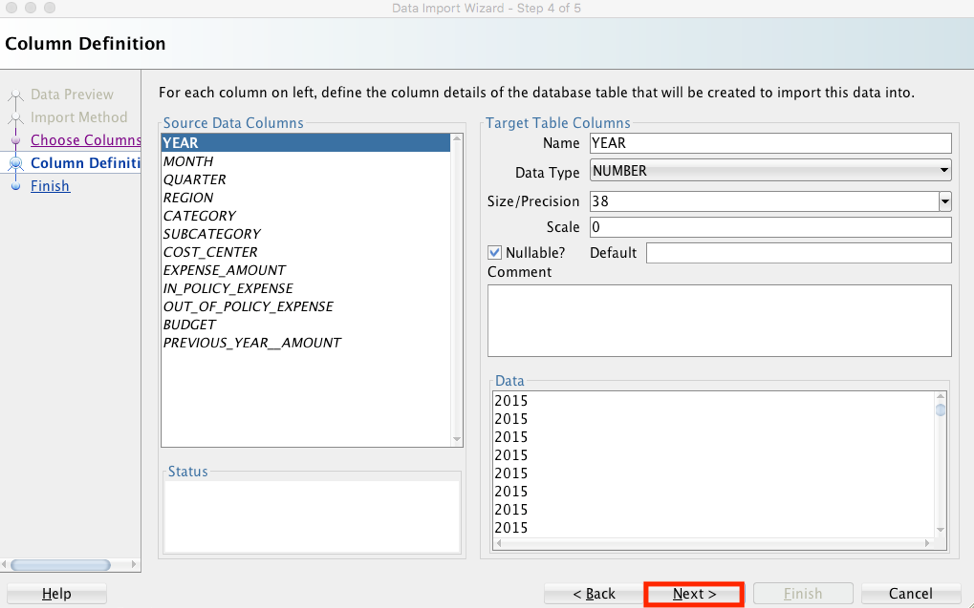 Data Import Wizard - Step 4 of 5
Column Definition
Data Preview
Import Method
Choose Columns
Column Definiti
Finish
For each column on left, define the column details of the database table that will be created to import this data into.
Source Data Columns
YEAR
MONTH
QUARTER
REGION
CATEGORY
SUBCATEGORY
COST_CENTER
EXPENSE_AMOUNT
IN_POLICY_EXPENSE
OUT_OF_POLICY_EXPENSE
BUDGET
PREVIOUS_YEAR__AMOUNT
Status
Target Table Columns
Name YEAR
Data Type NUMBER
Size/Precision 38
Scale 0
Nullable? Default
Comment
Data
2015
2015
2015
2015
2015
2015
2015
2015
Help < Back Next > Finish Cancel